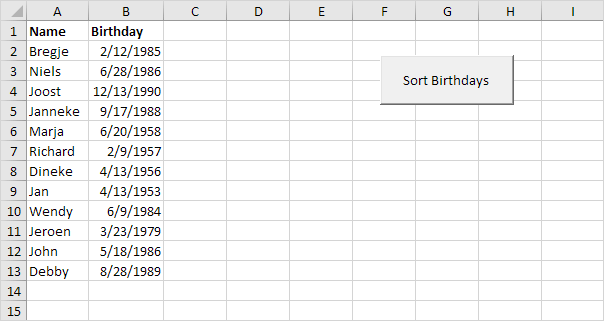 A B C D E F G H I
1 Name Birthday
2 Bregje 2/12/1985
3 Niels 6/28/1986
4 Joost 12/13/1990
5 Janneke 9/17/1988
6 Marja 6/20/1958
7 Richard 2/9/1957
8 Dineke 4/13/1956
9 Jan 4/13/1953
10 Wendy 6/9/1984
11 Jeroen 3/23/1979
12 John 5/18/1986
13 Debby 8/28/1989
14
15
Sort Birthdays